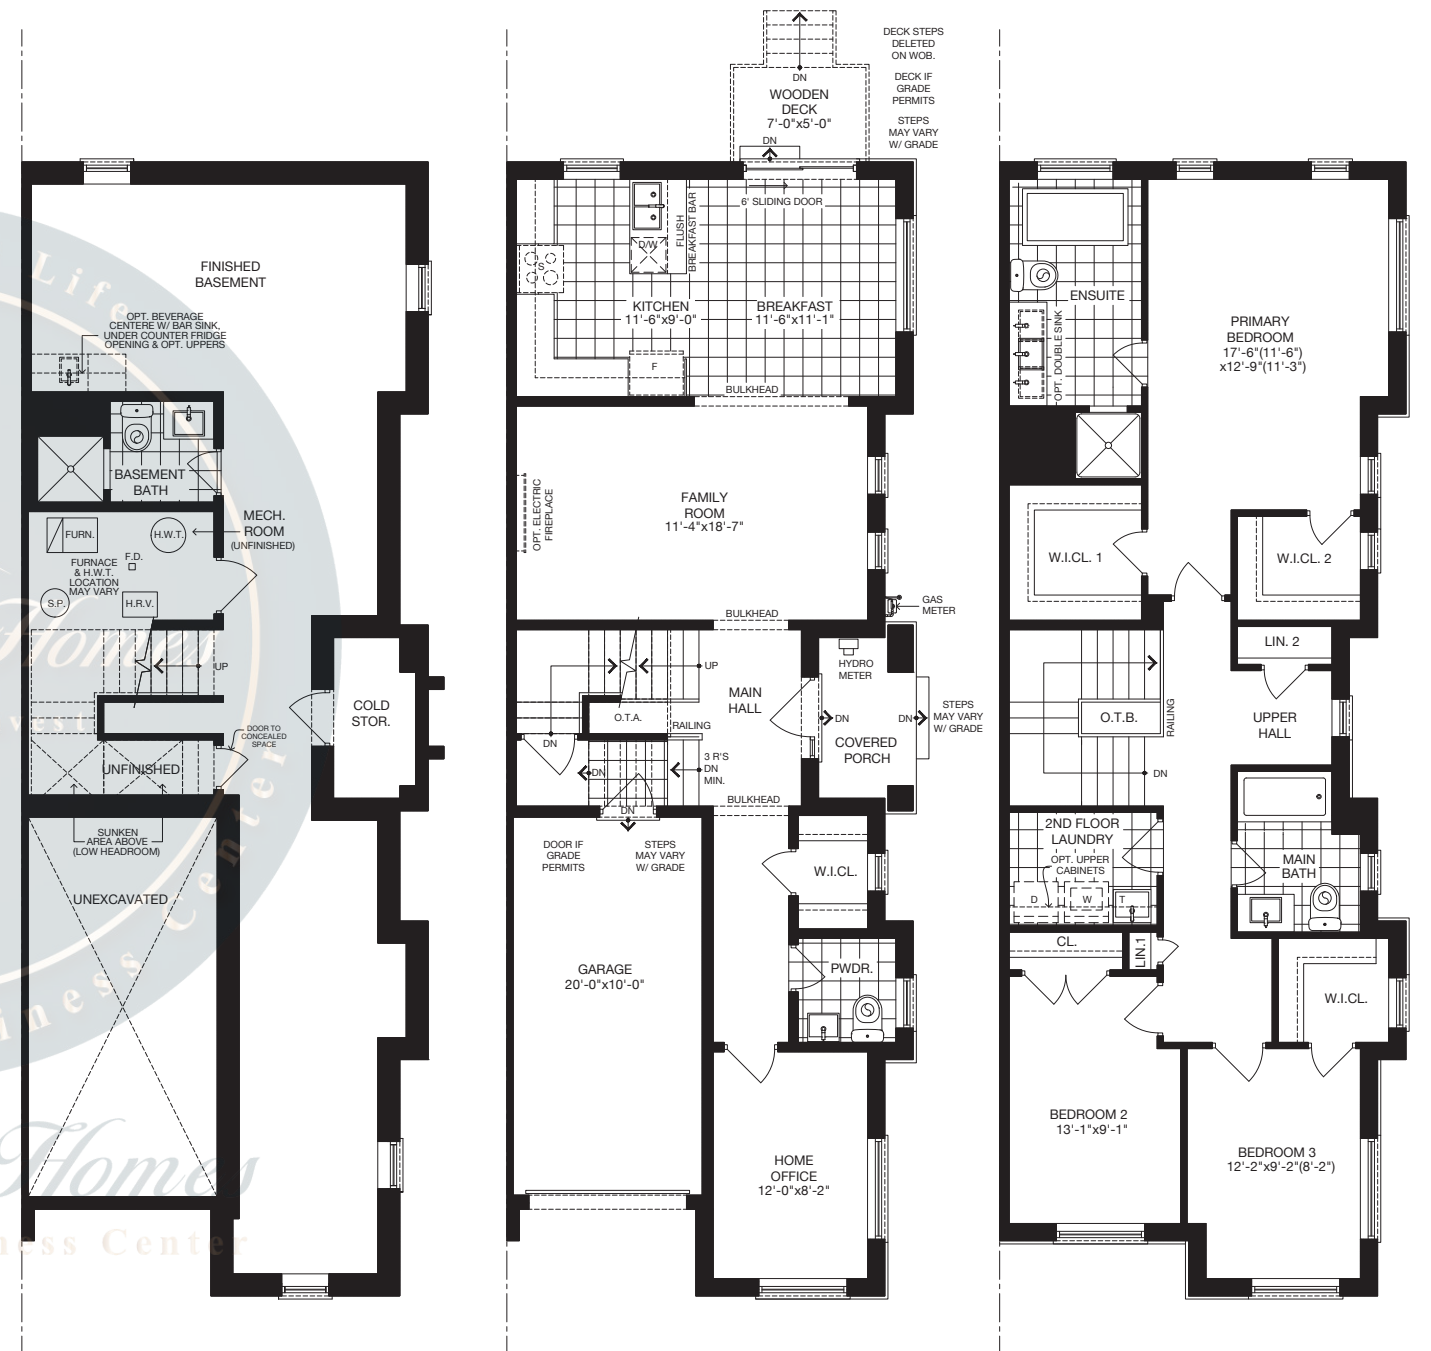 FINISHED
BASEMENT
OPT. BEVERAGE
CENTERE W/ BAR SINK,
UNDER COUNTER FRIDGE
OPENING & OPT. UPPERS
BASEMENT
BATH
MECH.
ROOM
(UNFINISHED)
FURN.
H.W.T.
F.D.
FURNACE
& H.W.T.
LOCATION
MAY VARY
S.P.
H.R.V.
UP
COLD
STOR.
DOOR TO
CONCEALED
SPACE
UNFINISHED
SUNKEN
AREA ABOVE
(LOW HEADROOM)
UNEXCAVATED
Life
Homes
vest
iness Center
Homes
ness Center
DECK STEPS
DELETED
ON WOB.
DECK IF
GRADE
PERMITS
STEPS
MAY VARY
W/ GRADE
DN
WOODEN
DECK
7'-0"x5'-0"
DN
6' SLIDING DOOR
FLUSH
BREAKFAST BAR
D/W
S
KITCHEN
11'-6"x9'-0"
BREAKFAST
11'-6"x11'-1"
F
BULKHEAD
FAMILY
ROOM
11'-4"x18'-7"
OPT. ELECTRIC
FIREPLACE
GAS
METER
BULKHEAD
HYDRO
METER
UP
MAIN
HALL
O.T.A.
RAILING
DN
DN
DN
STEPS
MAY VARY
W/ GRADE
COVERED
PORCH
3 R'S
DN
MIN.
DN
BULKHEAD
DN
DOOR IF
GRADE
PERMITS
STEPS
MAY VARY
W/ GRADE
W.I.CL.
GARAGE
20'-0"x10'-0"
PWDR.
HOME
OFFICE
12'-0"x8'-2"
ENSUITE
OPT. DOUBLE SINK
PRIMARY
BEDROOM
17'-6"(11'-6")
x12'-9"(11'-3")
W.I.CL. 1
W.I.CL. 2
LIN. 2
O.T.B.
RAILING
UPPER
HALL
DN
2ND FLOOR
LAUNDRY
OPT. UPPER
CABINETS
D
W
T
MAIN
BATH
CL.
LIN.1
W.I.CL.
BEDROOM 2
13'-1"x9'-1"
BEDROOM 3
12'-2"x9'-2"(8'-2")